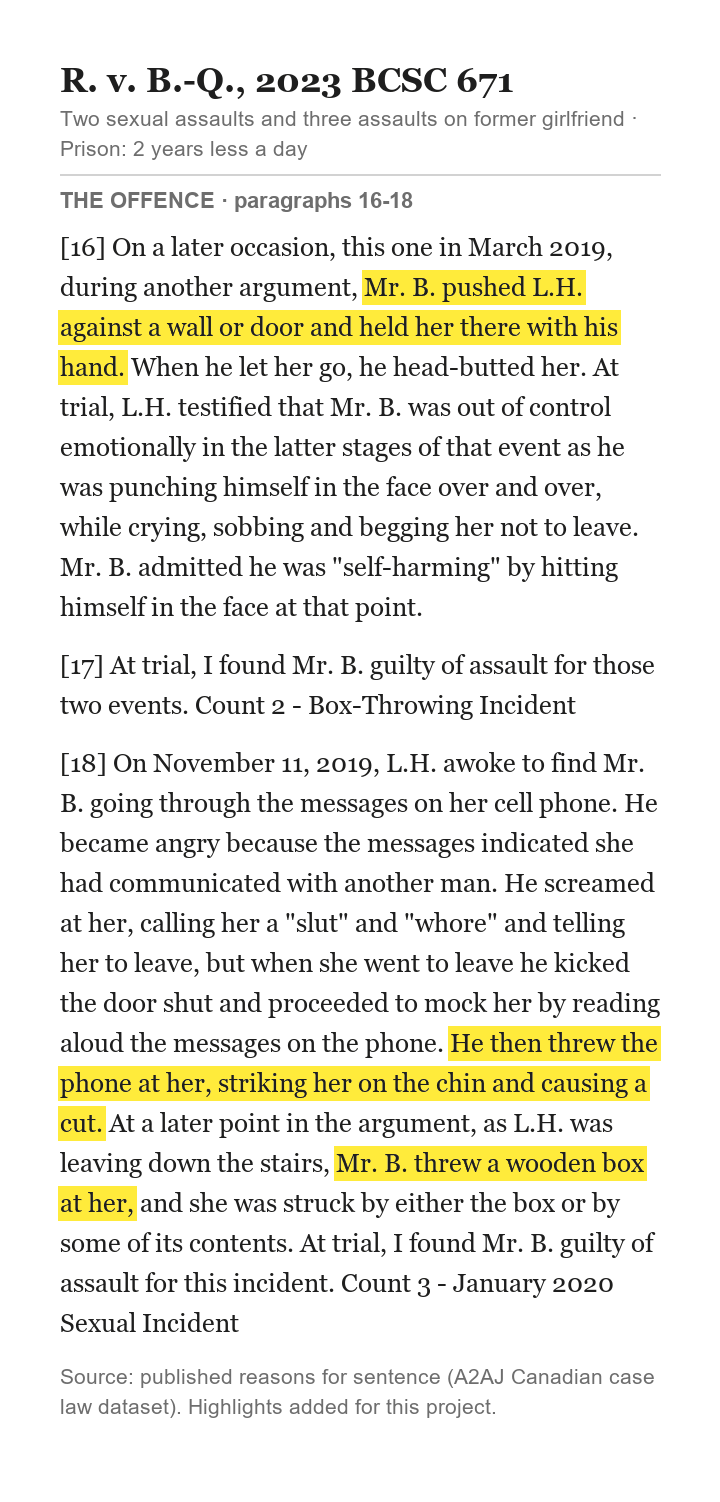 R. v. B.-Q., 2023 BCSC 671
Two sexual assaults and three assaults on former girlfriend ·
Prison: 2 years less a day
THE OFFENCE · paragraphs 16-18
[16] On a later occasion, this one in March 2019,
during another argument, Mr. B. pushed L.H.
against a wall or door and held her there with his
hand. When he let her go, he head-butted her. At
trial, L.H. testified that Mr. B. was out of control
emotionally in the latter stages of that event as he
was punching himself in the face over and over,
while crying, sobbing and begging her not to leave.
Mr. B. admitted he was "self-harming" by hitting
himself in the face at that point.
[17] At trial, I found Mr. B. guilty of assault for those
two events. Count 2 - Box-Throwing Incident
[18] On November 11, 2019, L.H. awoke to find Mr.
B. going through the messages on her cell phone. He
became angry because the messages indicated she
had communicated with another man. He screamed
at her, calling her a "slut" and "whore" and telling
her to leave, but when she went to leave he kicked
the door shut and proceeded to mock her by reading
aloud the messages on the phone. He then threw the
phone at her, striking her on the chin and causing a
cut. At a later point in the argument, as L.H. was
leaving down the stairs, Mr. B. threw a wooden box
at her, and she was struck by either the box or by
some of its contents. At trial, I found Mr. B. guilty of
assault for this incident. Count 3 - January 2020
Sexual Incident
Source: published reasons for sentence (A2AJ Canadian case
law dataset). Highlights added for this project.